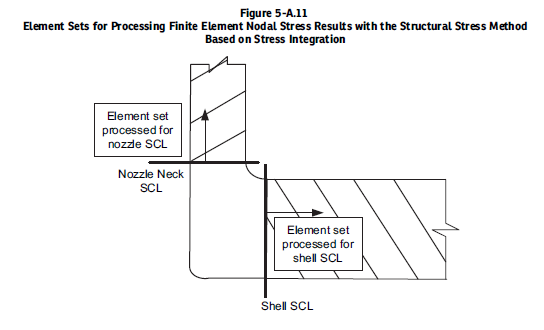 Figure 5-A.11
Element Sets for Processing Finite Element Nodal Stress Results with the Structural Stress Method
Based on Stress Integration
Element set
processed for
nozzle SCL
Nozzle Neck
SCL
Element set
processed for
shell SCL
Shell SCL